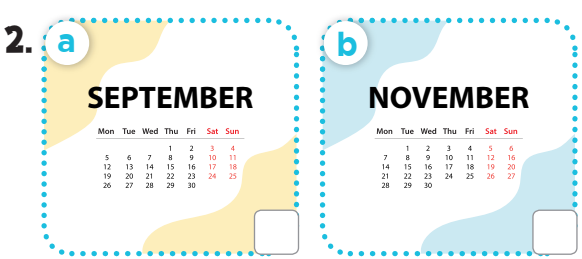 2.
a
SEPTEMBER
Mon Tue Wed Thu Fri Sat Sun
1 2 3 4
5 6 7 8 9 10 11
12 13 14 15 16 17 18
19 20 21 22 23 24 25
26 27 28 29 30
b
NOVEMBER
Mon Tue Wed Thu Fri Sat Sun
1 2 3 4 5 6
7 8 9 10 11 12 16
14 15 16 17 18 19 20
21 22 23 24 25 26 27
28 29 30